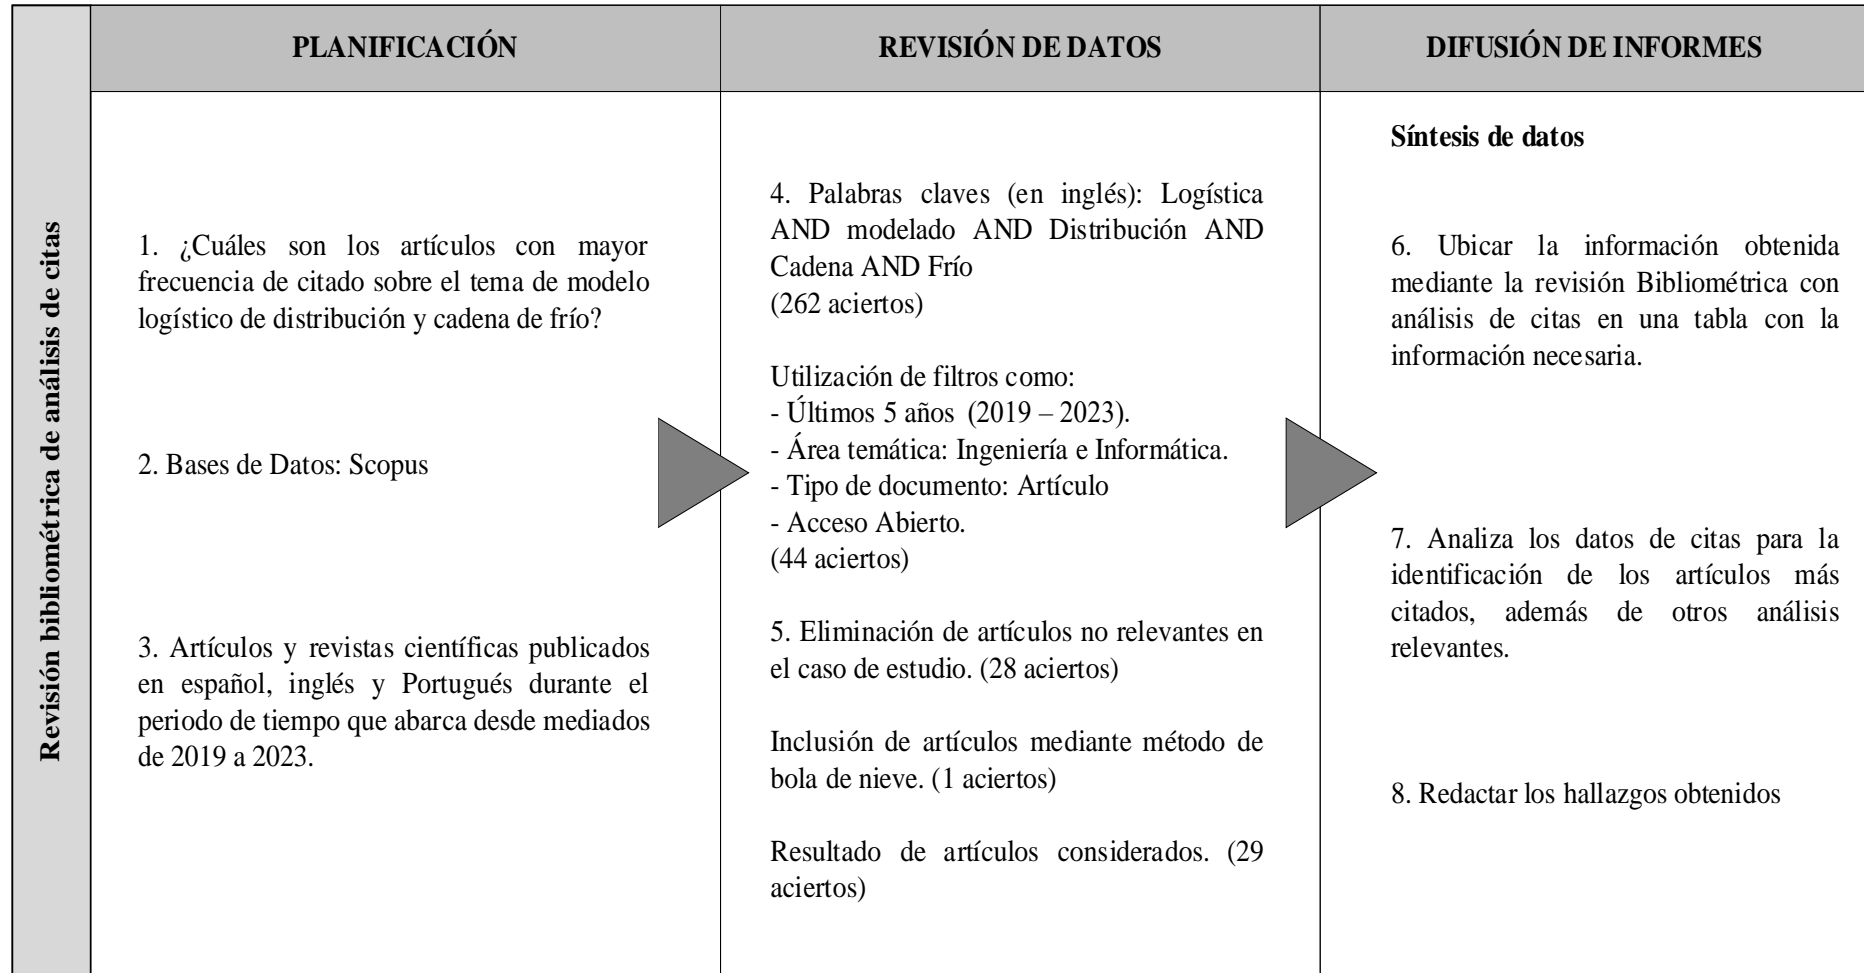 Revisión bibliométrica de análisis de citas
PLANIFICACIÓN
1. ¿Cuáles son los artículos con mayor
frecuencia de citado sobre el tema de modelo
logístico de distribución y cadena de frío?
2. Bases de Datos: Scopus
3. Artículos y revistas científicas publicados
en español, inglés y Portugués durante el
periodo de tiempo que abarca desde mediados
de 2019 a 2023.
REVISIÓN DE DATOS
4. Palabras claves (en inglés): Logística
AND modelado AND Distribución AND
Cadena AND Frío
(262 aciertos)
Utilización de filtros como:
- Últimos 5 años (2019 – 2023).
- Área temática: Ingeniería e Informática.
- Tipo de documento: Artículo
- Acceso Abierto.
(44 aciertos)
5. Eliminación de artículos no relevantes en
el caso de estudio. (28 aciertos)
Inclusión de artículos mediante método de
bola de nieve. (1 aciertos)
Resultado de artículos considerados. (29
aciertos)
DIFUSIÓN DE INFORMES
Síntesis de datos
6. Ubicar la información obtenida
mediante la revisión Bibliométrica con
análisis de citas en una tabla con la
información necesaria.
7. Analiza los datos de citas para la
identificación de los artículos más
citados, además de otros análisis
relevantes.
8. Redactar los hallazgos obtenidos